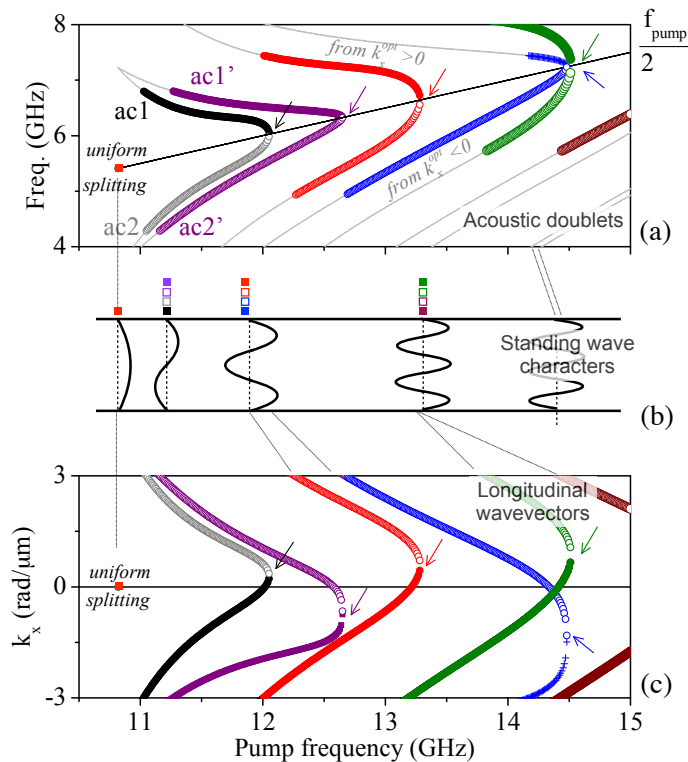 8
6
4
Freq. (GHz)
ac1
ac1'
ac2
ac2'
uniform
splitting
from k_x^opt>0
from k_x^opt<0
f_pump
2
Acoustic doublets
(a)
Standing wave
characters
(b)
3
0
-3
k_x (rad/μm)
uniform
splitting
Longitudinal
wavevectors
(c)
11
12
13
14
15
Pump frequency (GHz)